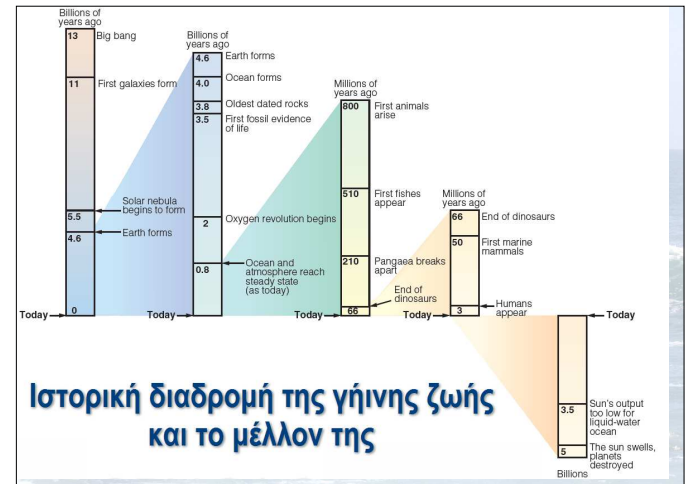 Billions of
years ago
13 Big bang
11 First galaxies form
Solar nebula
begins to form
5.5
Earth forms
4.6
Today 0
Billions of
years ago
4.6 Earth forms
4.0 Ocean forms
3.8 Oldest dated rocks
3.5 First fossil evidence
of life
2 Oxygen revolution begins
0.8 Ocean and
atmosphere reach
steady state
(as today)
Today
Millions of
years ago
800 First animals
arise
510 First fishes
appear
210 Pangaea breaks
apart
End of
dinosaurs
66
Today
Millions of
years ago
66 End of dinosaurs
50 First marine
mammals
Humans
appear
3
Today
Today
3.5 Sun's output
too low for
liquid-water
ocean
5 The sun swells,
planets
destroyed
Billions
Ιστορική διαδρομή της γήινης ζωής
και το μέλλον της